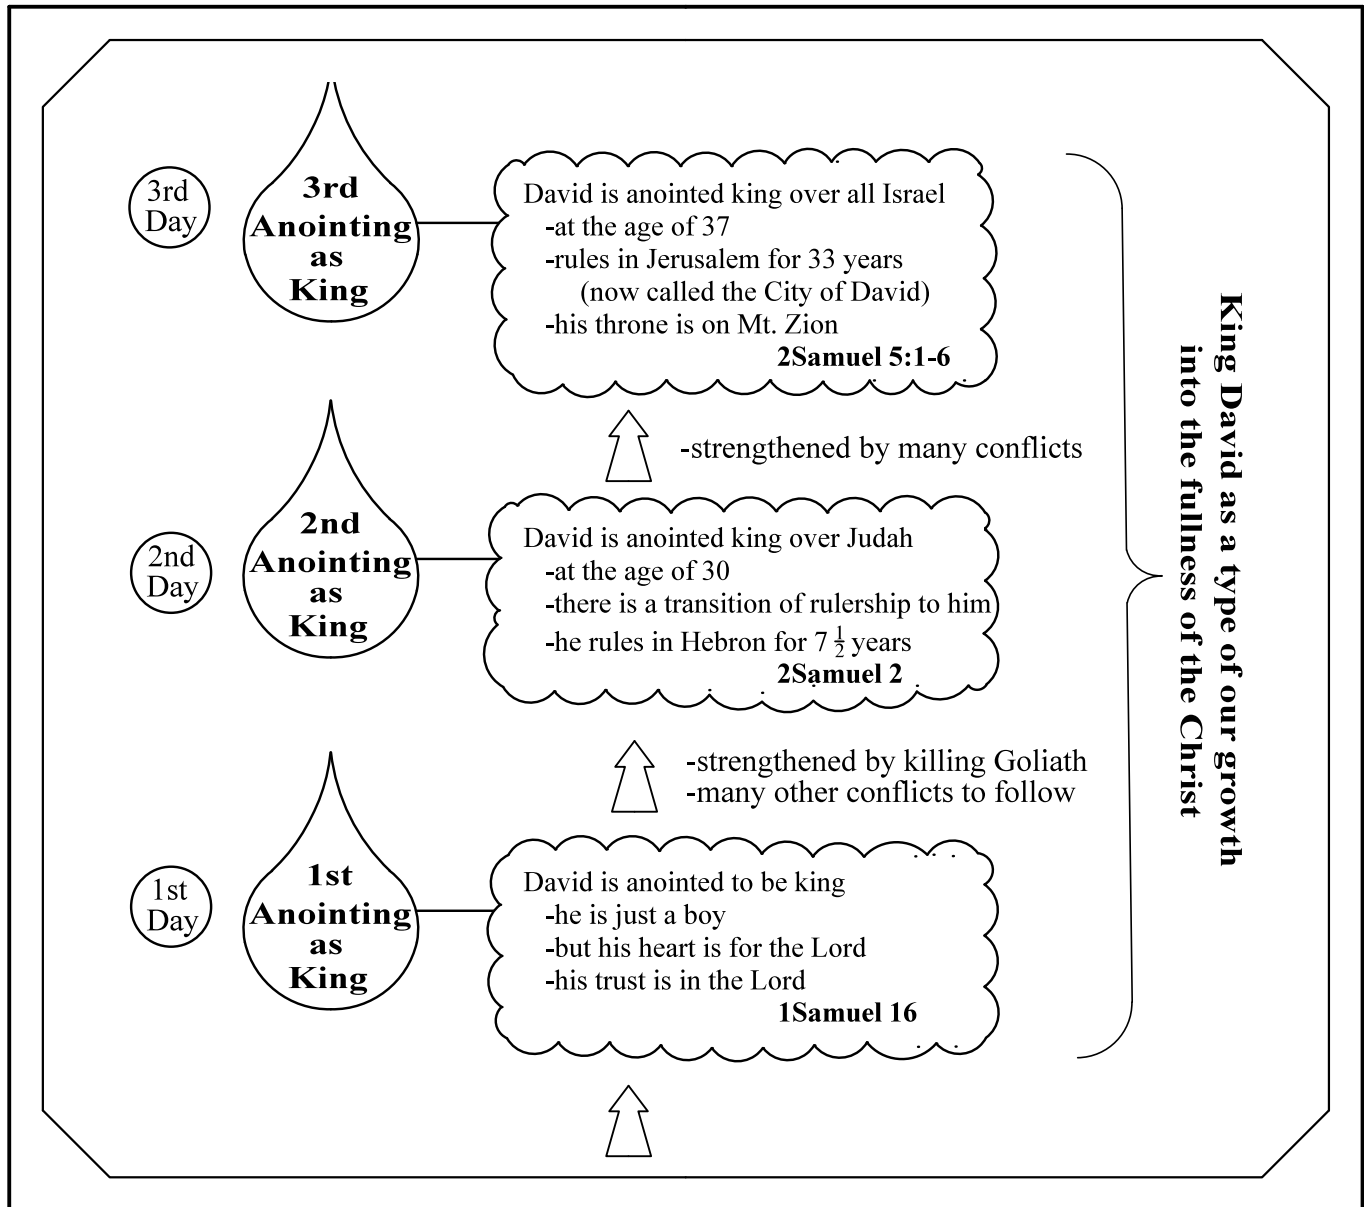 3rd
Day
3rd
Anointing
as
King
David is anointed king over all Israel
-at the age of 37
-rules in Jerusalem for 33 years
(now called the City of David)
-his throne is on Mt. Zion
2Samuel 5:1-6
-strengthened by many conflicts
2nd
Day
2nd
Anointing
as
King
David is anointed king over Judah
-at the age of 30
-there is a transition of rulership to him
-he rules in Hebron for 7 1/2 years
2Samuel 2
-strengthened by killing Goliath
-many other conflicts to follow
1st
Day
1st
Anointing
as
King
David is anointed to be king
-he is just a boy
-but his heart is for the Lord
-his trust is in the Lord
1Samuel 16
King David as a type of our growth
into the fullness of the Christ